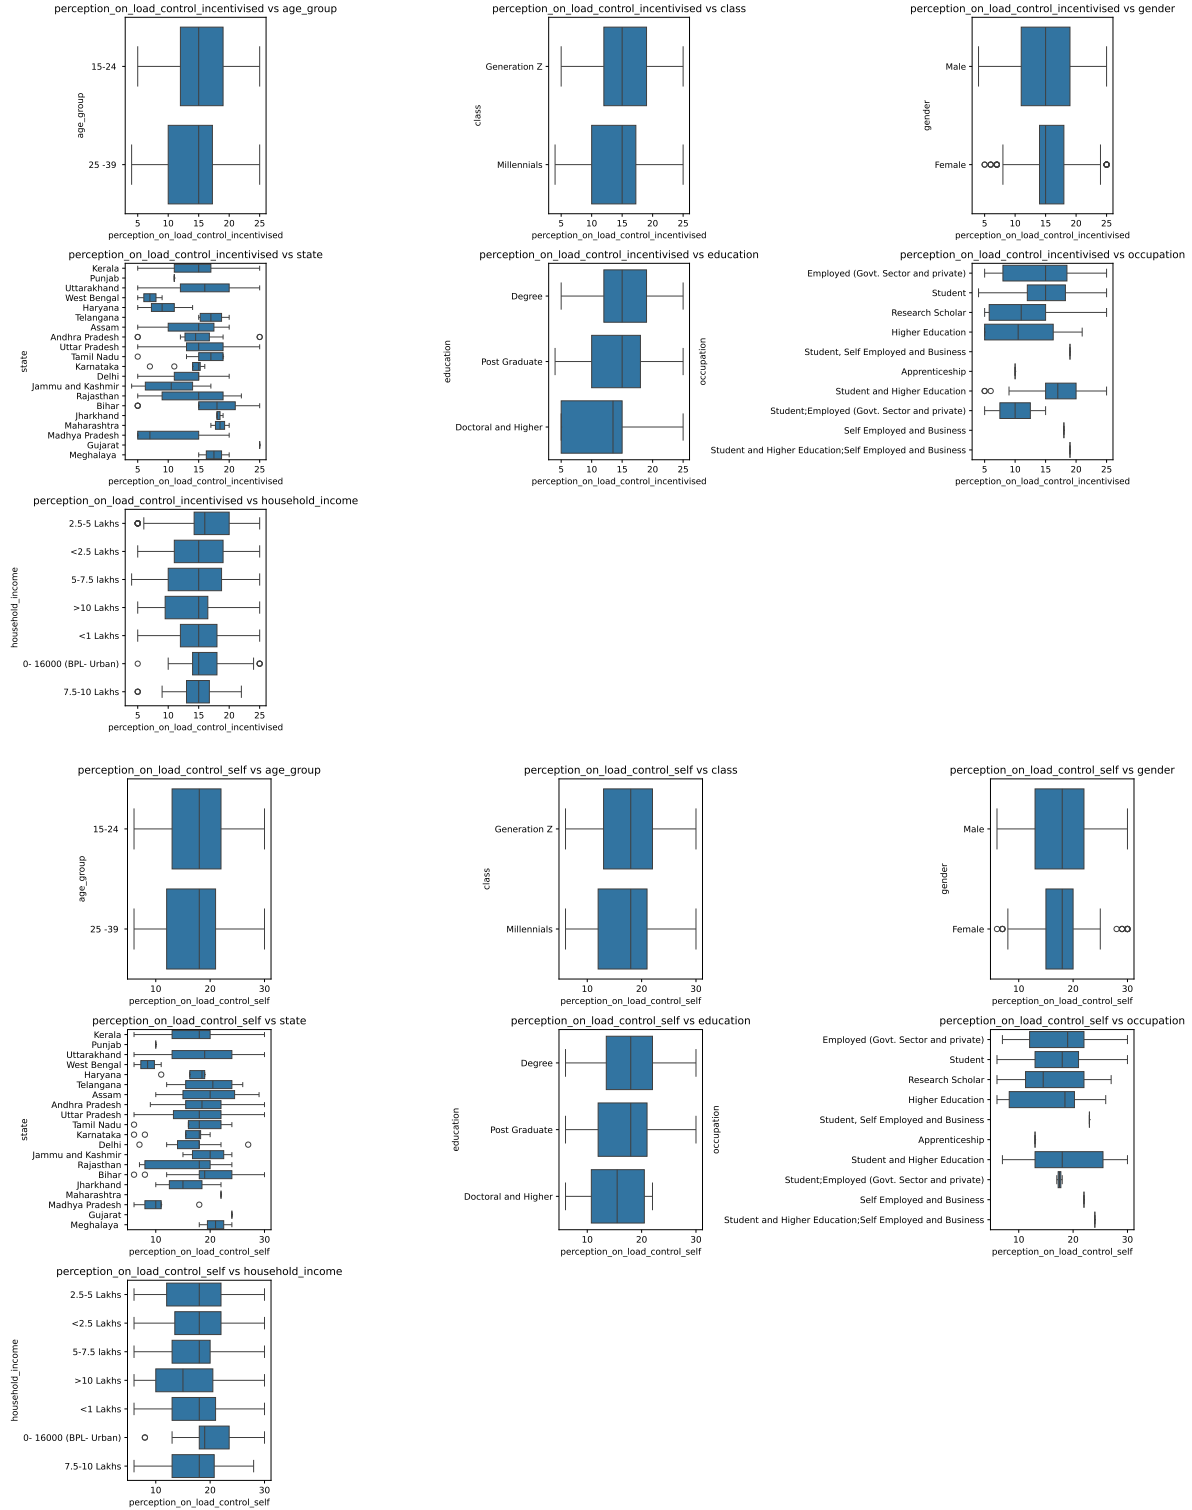 perception_on_load_control_incentivised vs age_group
15-24
25 -39
age_group
5 10 15 20 25
perception_on_load_control_incentivised
perception_on_load_control_incentivised vs class
Generation Z
Millennials
class
5 10 15 20 25
perception_on_load_control_incentivised
perception_on_load_control_incentivised vs gender
Male
Female
gender
5 10 15 20 25
perception_on_load_control_incentivised
perception_on_load_control_incentivised vs state
Kerala
Punjab
Uttarakhand
West Bengal
Haryana
Telangana
Assam
Andhra Pradesh
Uttar Pradesh
Tamil Nadu
Karnataka
Delhi
Jammu and Kashmir
Rajasthan
Bihar
Jharkhand
Maharashtra
Madhya Pradesh
Gujarat
Meghalaya
state
5 10 15 20 25
perception_on_load_control_incentivised
perception_on_load_control_incentivised vs education
Degree
Post Graduate
Doctoral and Higher
education
5 10 15 20 25
perception_on_load_control_incentivised
perception_on_load_control_incentivised vs occupation
Employed (Govt. Sector and private)
Student
Research Scholar
Higher Education
Student, Self Employed and Business
Apprenticeship
Student and Higher Education
Student;Employed (Govt. Sector and private)
Self Employed and Business
Student and Higher Education;Self Employed and Business
occupation
5 10 15 20 25
perception_on_load_control_incentivised
perception_on_load_control_incentivised vs household_income
2.5-5 Lakhs
<2.5 Lakhs
5-7.5 lakhs
>10 Lakhs
<1 Lakhs
0- 16000 (BPL- Urban)
7.5-10 Lakhs
household_income
5 10 15 20 25
perception_on_load_control_incentivised
perception_on_load_control_self vs age_group
15-24
25 -39
age_group
10 20 30
perception_on_load_control_self
perception_on_load_control_self vs class
Generation Z
Millennials
class
10 20 30
perception_on_load_control_self
perception_on_load_control_self vs gender
Male
Female
gender
10 20 30
perception_on_load_control_self
perception_on_load_control_self vs state
Kerala
Punjab
Uttarakhand
West Bengal
Haryana
Telangana
Assam
Andhra Pradesh
Uttar Pradesh
Tamil Nadu
Karnataka
Delhi
Jammu and Kashmir
Rajasthan
Bihar
Jharkhand
Maharashtra
Madhya Pradesh
Gujarat
Meghalaya
state
10 20 30
perception_on_load_control_self
perception_on_load_control_self vs education
Degree
Post Graduate
Doctoral and Higher
education
10 20 30
perception_on_load_control_self
perception_on_load_control_self vs occupation
Employed (Govt. Sector and private)
Student
Research Scholar
Higher Education
Student, Self Employed and Business
Apprenticeship
Student and Higher Education
Student;Employed (Govt. Sector and private)
Self Employed and Business
Student and Higher Education;Self Employed and Business
occupation
10 20 30
perception_on_load_control_self
perception_on_load_control_self vs household_income
2.5-5 Lakhs
<2.5 Lakhs
5-7.5 lakhs
>10 Lakhs
<1 Lakhs
0- 16000 (BPL- Urban)
7.5-10 Lakhs
household_income
10 20 30
perception_on_load_control_self